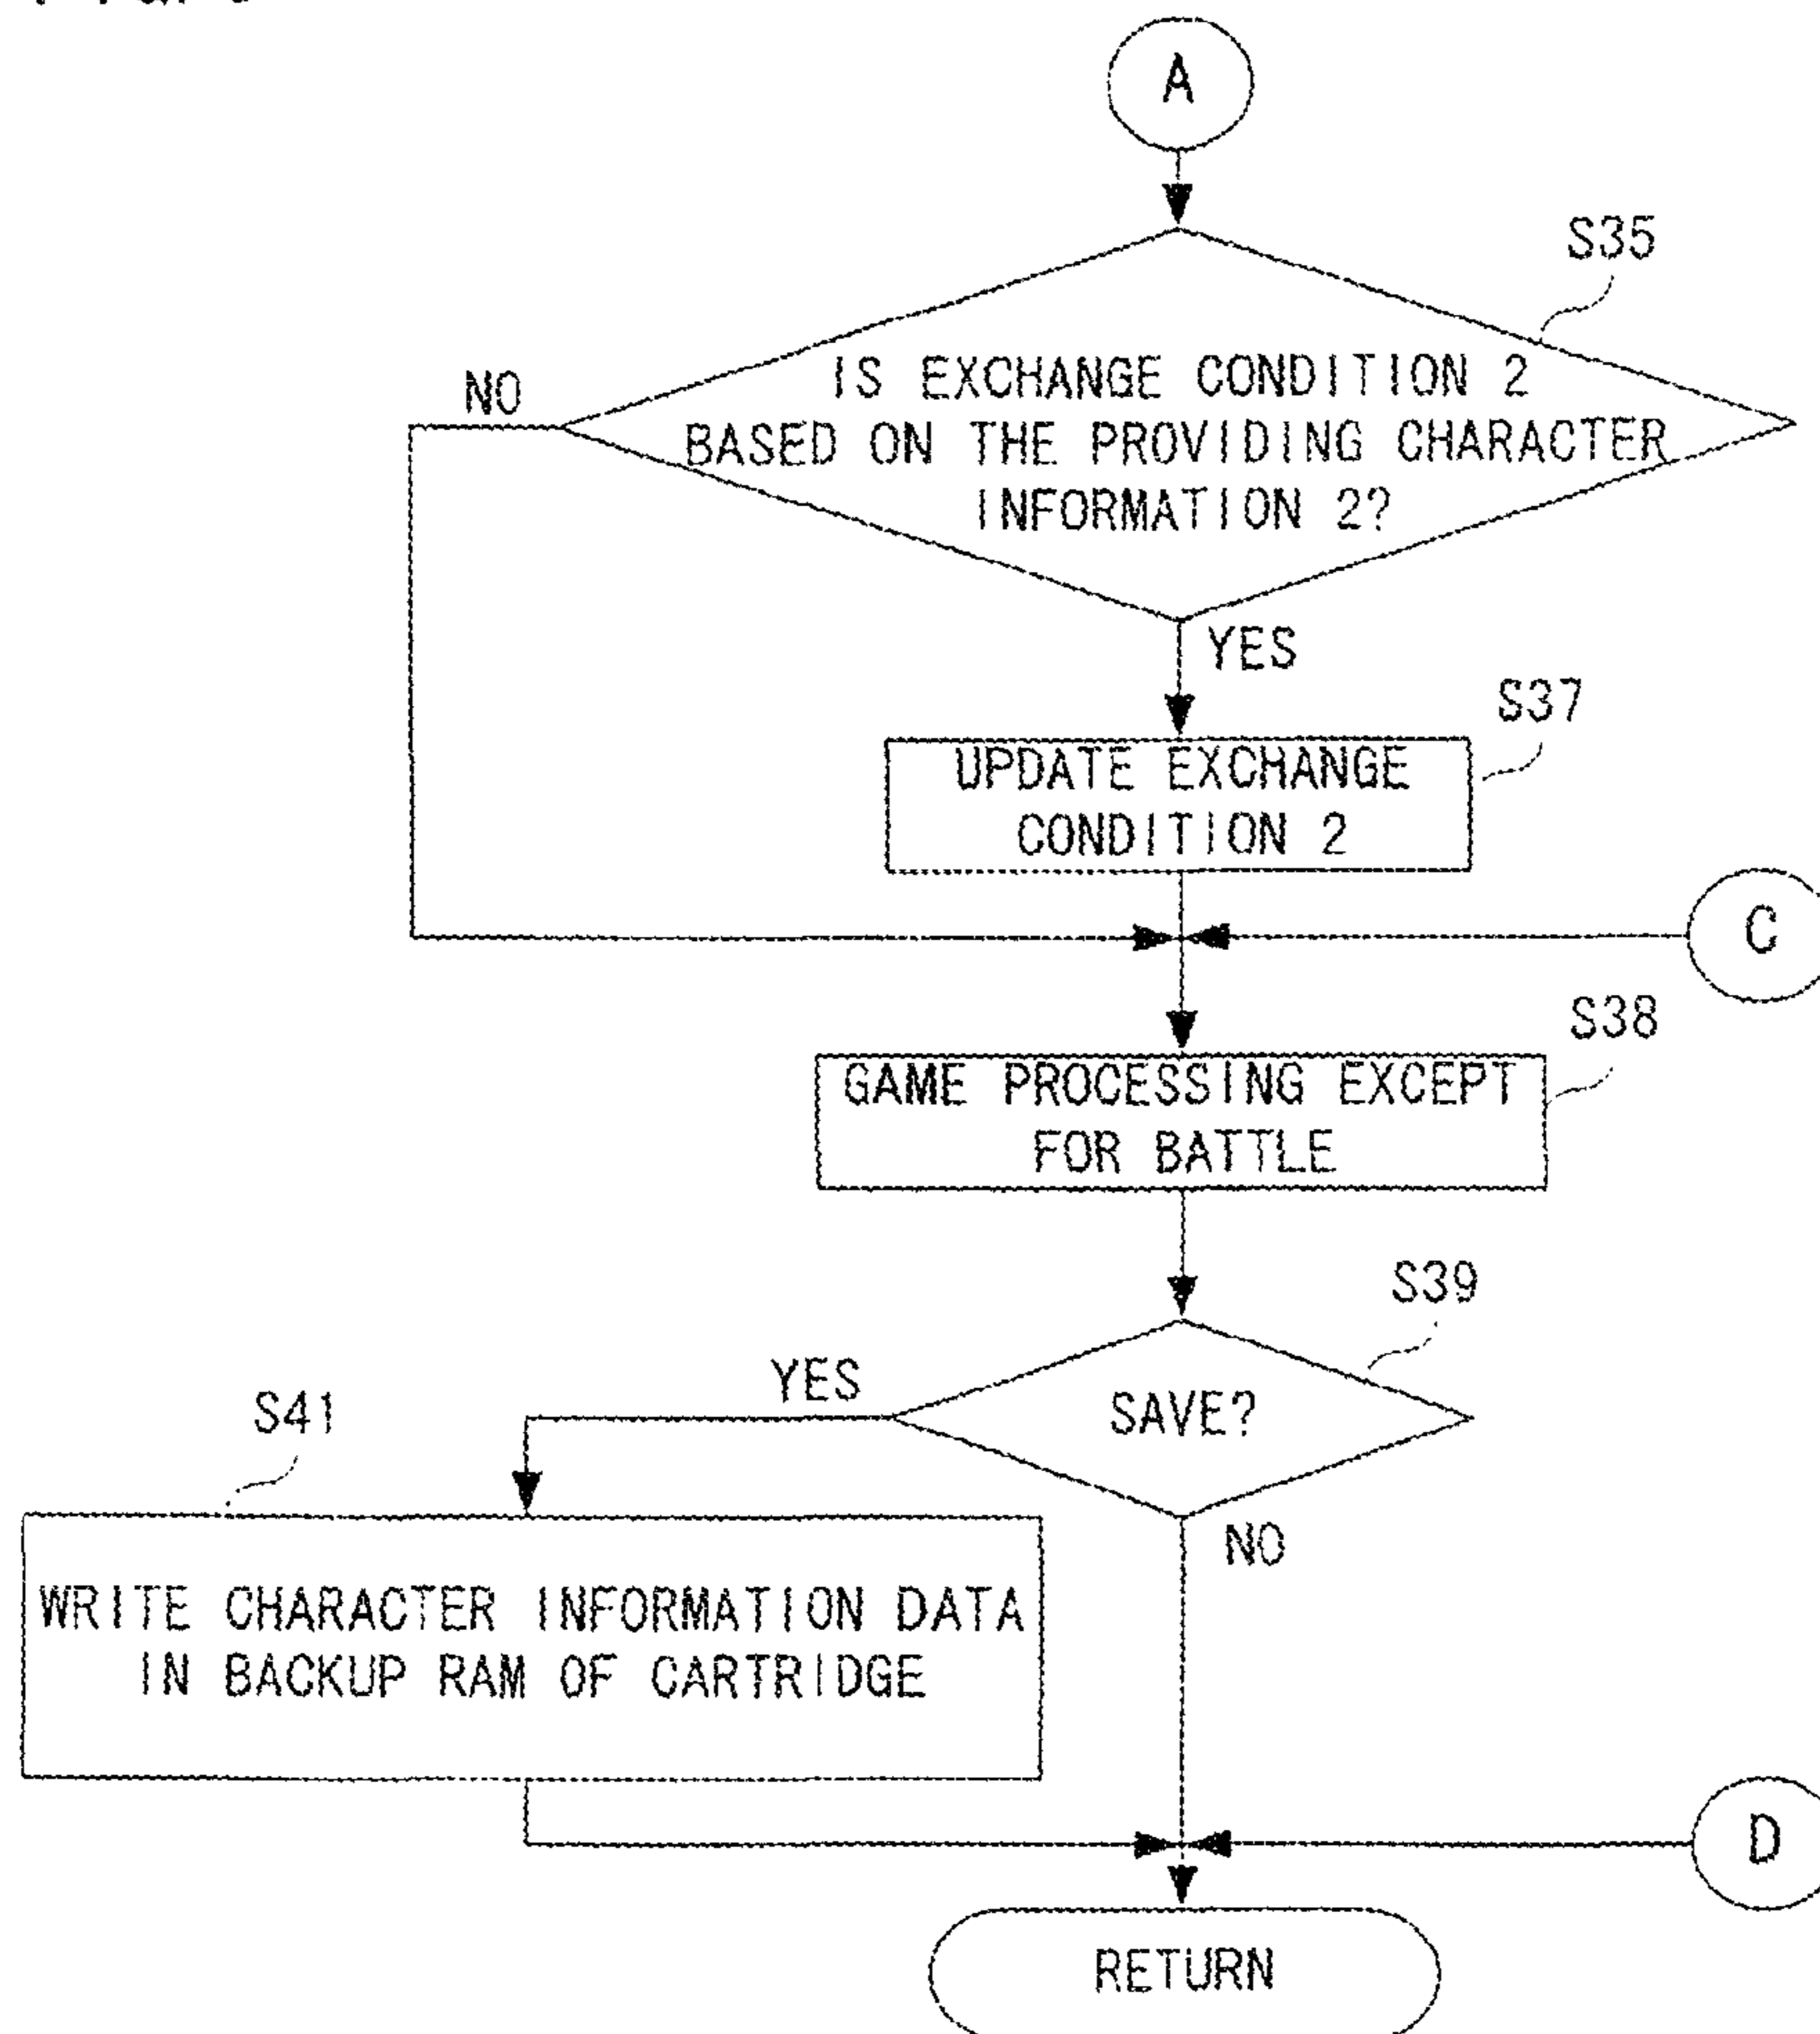 A
S35
NO
IS EXCHANGE CONDITION 2
BASED ON THE PROVIDING CHARACTER
INFORMATION 2?
YES
S37
UPDATE EXCHANGE
CONDITION 2
C
S38
GAME PROCESSING EXCEPT
FOR BATTLE
S39
YES
SAVE?
S41
NO
WRITE CHARACTER INFORMATION DATA
IN BACKUP RAM OF CARTRIDGE
D
RETURN